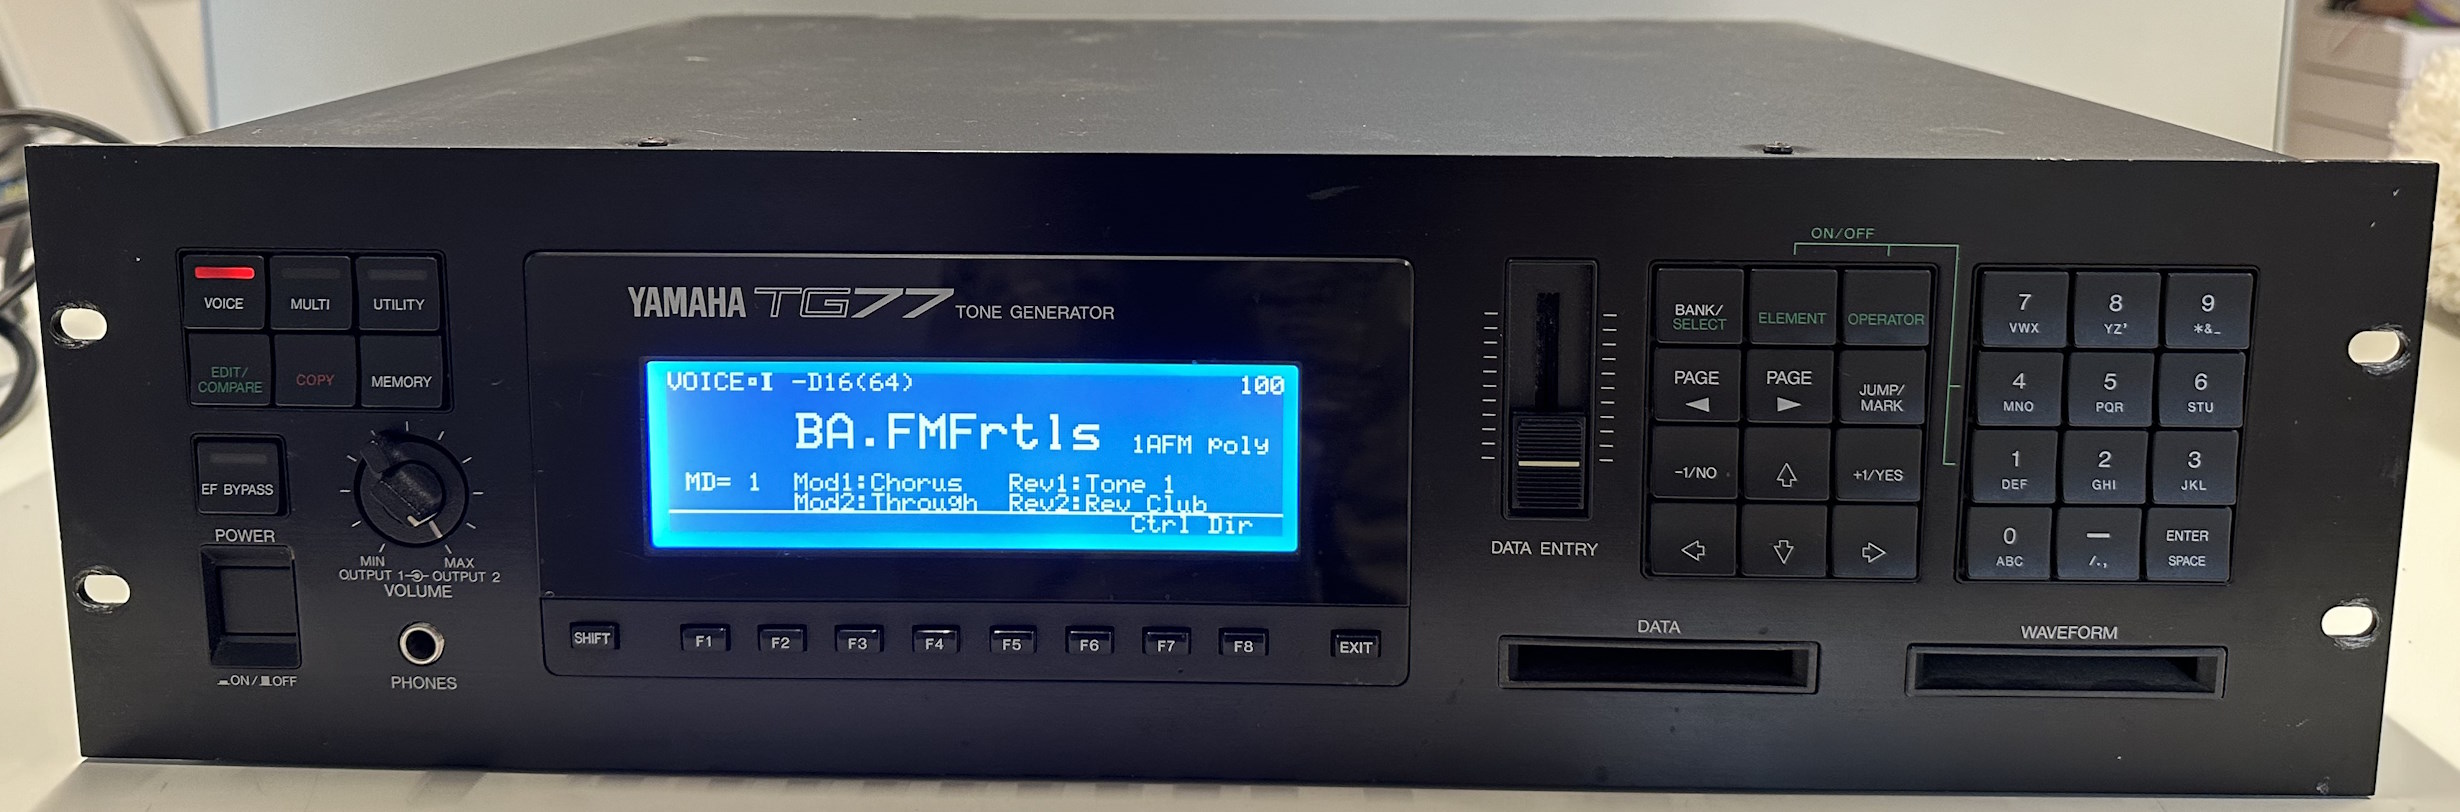 YAMAHA TG77 TONE GENERATOR
VOICE
MULTI
UTILITY
EDIT/
COMPARE
COPY
MEMORY
EF BYPASS
POWER
ON / OFF
MIN
MAX
OUTPUT 1 OUTPUT 2
VOLUME
PHONES
VOICE I -D16(64) 100
BA.FMFrtls 1AFM poly
MD= 1 Mod1:Chorus Rev1:Tone 1
Mod2:Through Rev2:Rev Club
Ctrl Dir
SHIFT
F1
F2
F3
F4
F5
F6
F7
F8
EXIT
DATA ENTRY
ON/OFF
BANK/
SELECT
ELEMENT
OPERATOR
PAGE
PAGE
JUMP/
MARK
-1/NO
+1/YES
7
VWX
8
YZ'
9
*&_
4
MNO
5
PQR
6
STU
1
DEF
2
GHI
3
JKL
0
ABC
—
/.,
ENTER
SPACE
DATA
WAVEFORM